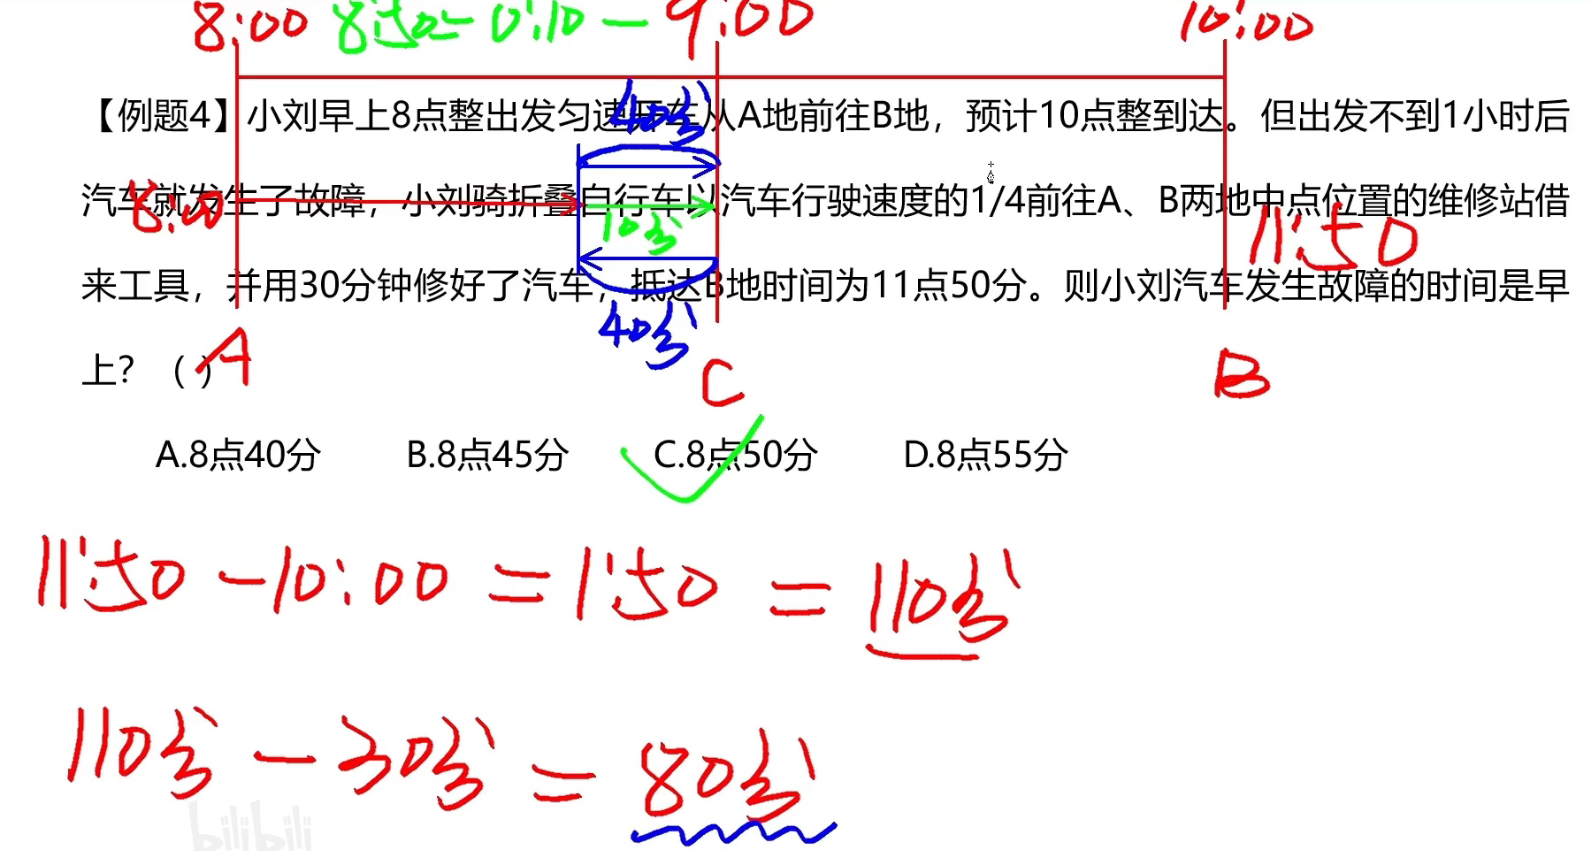 8:00 8:50 - 0:10 - 9:00 10:00
40分
【例题4】小刘早上8点整出发匀速开车从A地前往B地，预计10点整到达。但出发不到1小时后
汽车就发生了故障，小刘骑折叠自行车以汽车行驶速度的1/4前往A、B两地中点位置的维修站借
8:00 10分 11:50
来工具，并用30分钟修好了汽车，抵达B地时间为11点50分。则小刘汽车发生故障的时间是早
40分
上？（ ）
A C B
A.8点40分 B.8点45分 C.8点50分 D.8点55分
11:50 - 10:00 = 1:50 = 110分
110分 - 30分 = 80分
bilibili